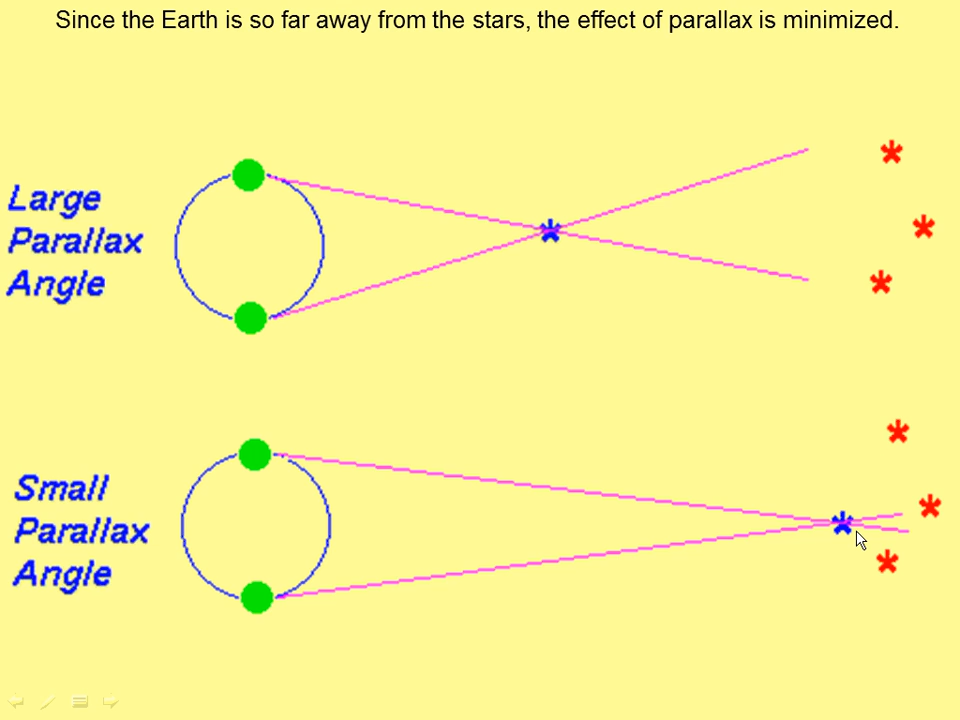 Since the Earth is so far away from the stars, the effect of parallax is minimized.
Large
Parallax
Angle
Small
Parallax
Angle